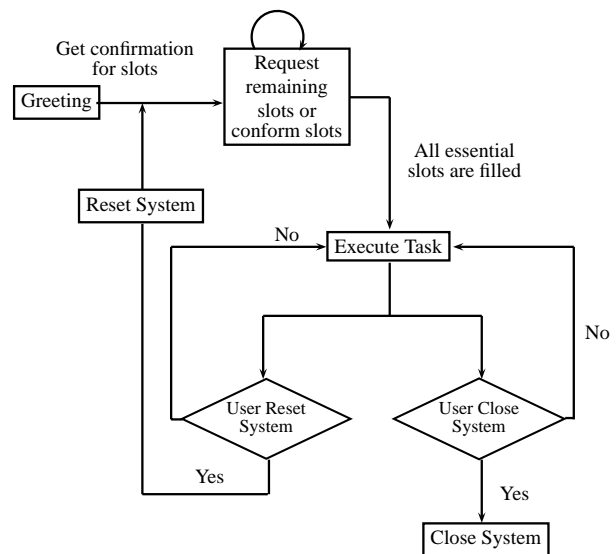 Get confirmation
for slots
Greeting
Request
remaining
slots or
conform slots
All essential
slots are filled
Reset System
No
Execute Task
No
User Reset
System
User Close
System
Yes
Yes
Close System